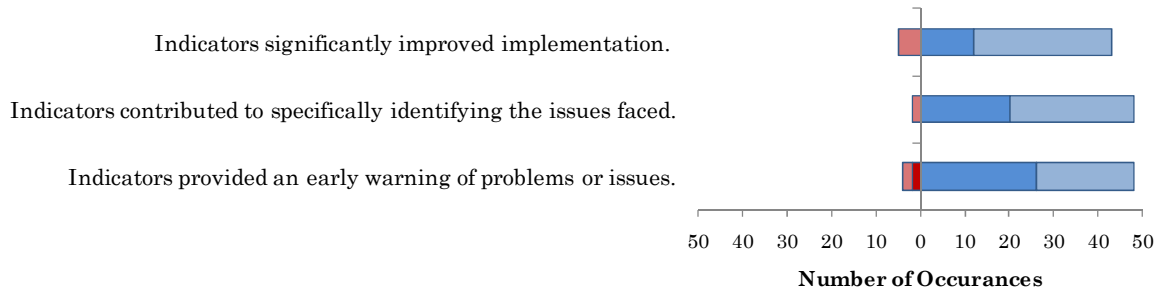 Indicators significantly improved implementation.
Indicators contributed to specifically identifying the issues faced.
Indicators provided an early warning of problems or issues.
50 40 30 20 10 0 10 20 30 40 50
Number of Occurances